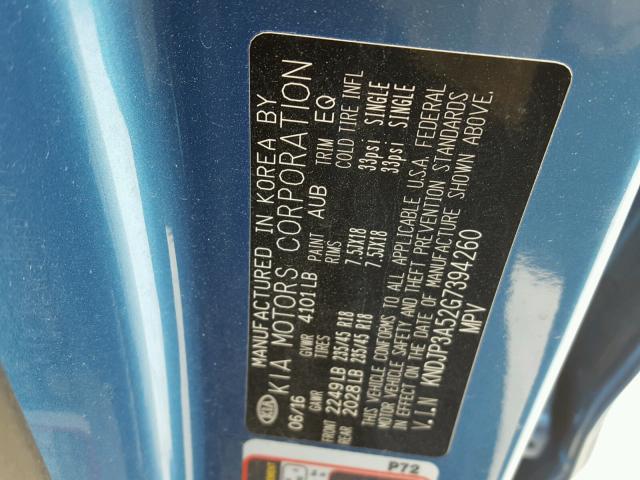 KIA
MANUFACTURED IN KOREA BY
KIA MOTORS CORPORATION
06/16 GVWR 4101LB PAINT AUB TRIM EQ
GAWR TIRES RIMS COLD TIRE INFL
FRONT 2249LB 235/45 R18 7.5JX18 33psi SINGLE
REAR 2028LB 235/45 R18 7.5JX18 33psi SINGLE
THIS VEHICLE CONFORMS TO ALL APPLICABLE U.S.A. FEDERAL
MOTOR VEHICLE SAFETY AND THEFT PREVENTION STANDARDS
IN EFFECT ON THE DATE OF MANUFACTURE SHOWN ABOVE.
V.I.N KNDJP3A52G7394260
MPV
P72